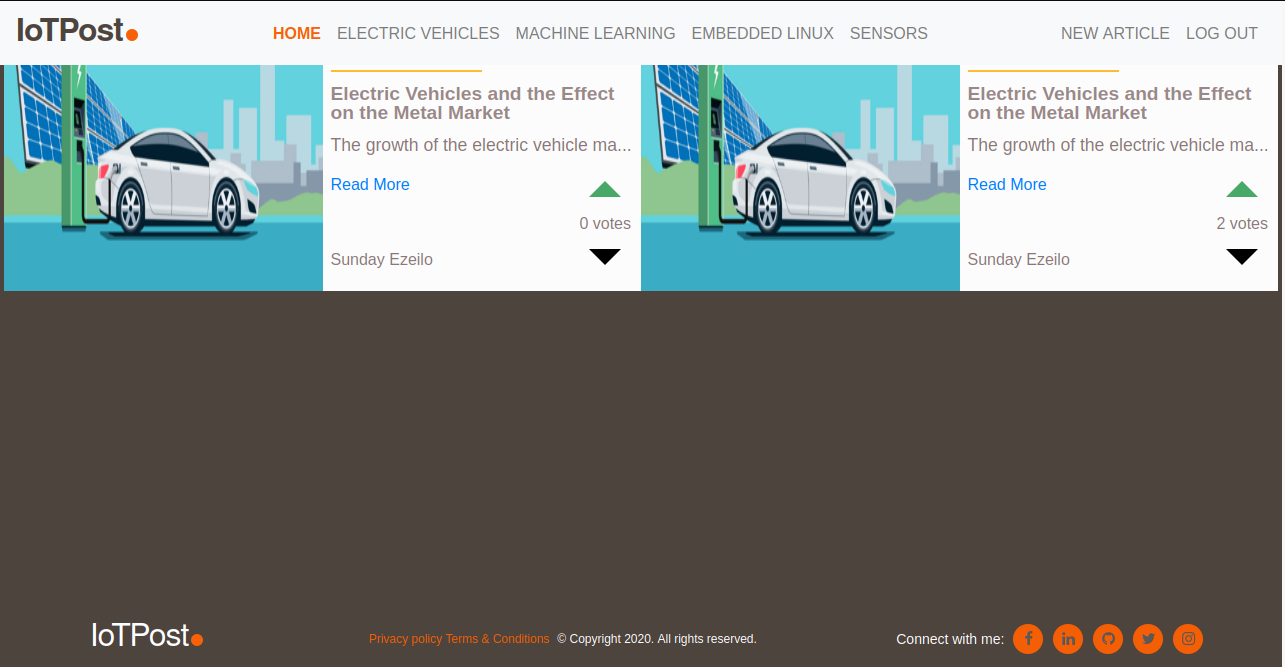 IoTPost
HOME ELECTRIC VEHICLES MACHINE LEARNING EMBEDDED LINUX SENSORS NEW ARTICLE LOG OUT
Electric Vehicles and the Effect
on the Metal Market
The growth of the electric vehicle ma...
Read More
0 votes
Sunday Ezeilo
Electric Vehicles and the Effect
on the Metal Market
The growth of the electric vehicle ma...
Read More
2 votes
Sunday Ezeilo
IoTPost
Privacy policy Terms & Conditions © Copyright 2020. All rights reserved.
Connect with me: